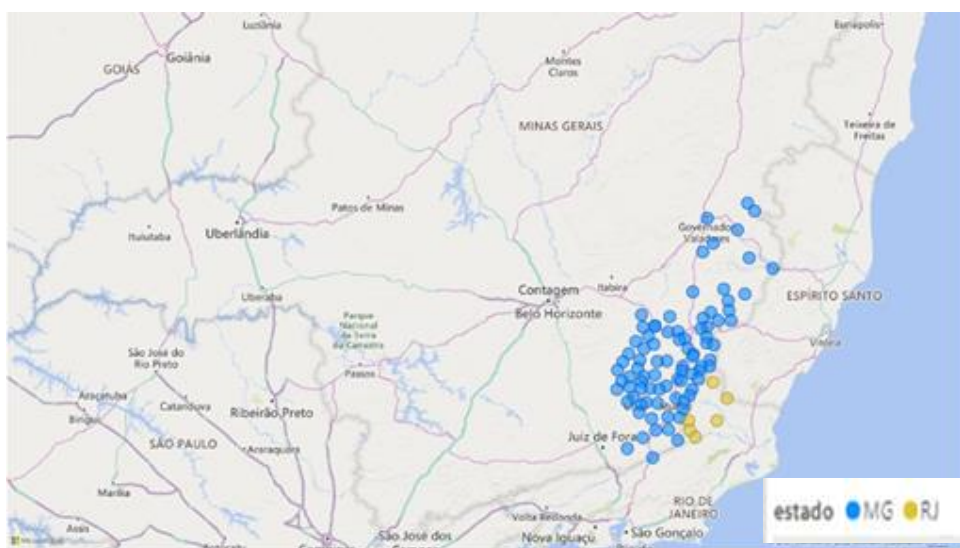 Luziânia
Eunápolis
Goiânia
GOIÁS
Montes
Claros
MINAS GERAIS
Teixeira de
Freitas
Patos de Minas
Uberlândia
Ituiutaba
Governador
Valadares
Uberaba
Contagem
Itabira
Belo Horizonte
ESPÍRITO SANTO
Parque
Nacional
da Serra
da Canastra
Vitória
São José do
Rio Preto
Passos
Araçatuba
Catanduva
Birigui
Ribeirão Preto
SÃO PAULO
Juiz de Fora
Araraquara
Marília
RIO DE
JANEIRO
estado MG RJ
Volta Redonda
Assis
São José dos
Nova Iguaçu
São Gonçalo